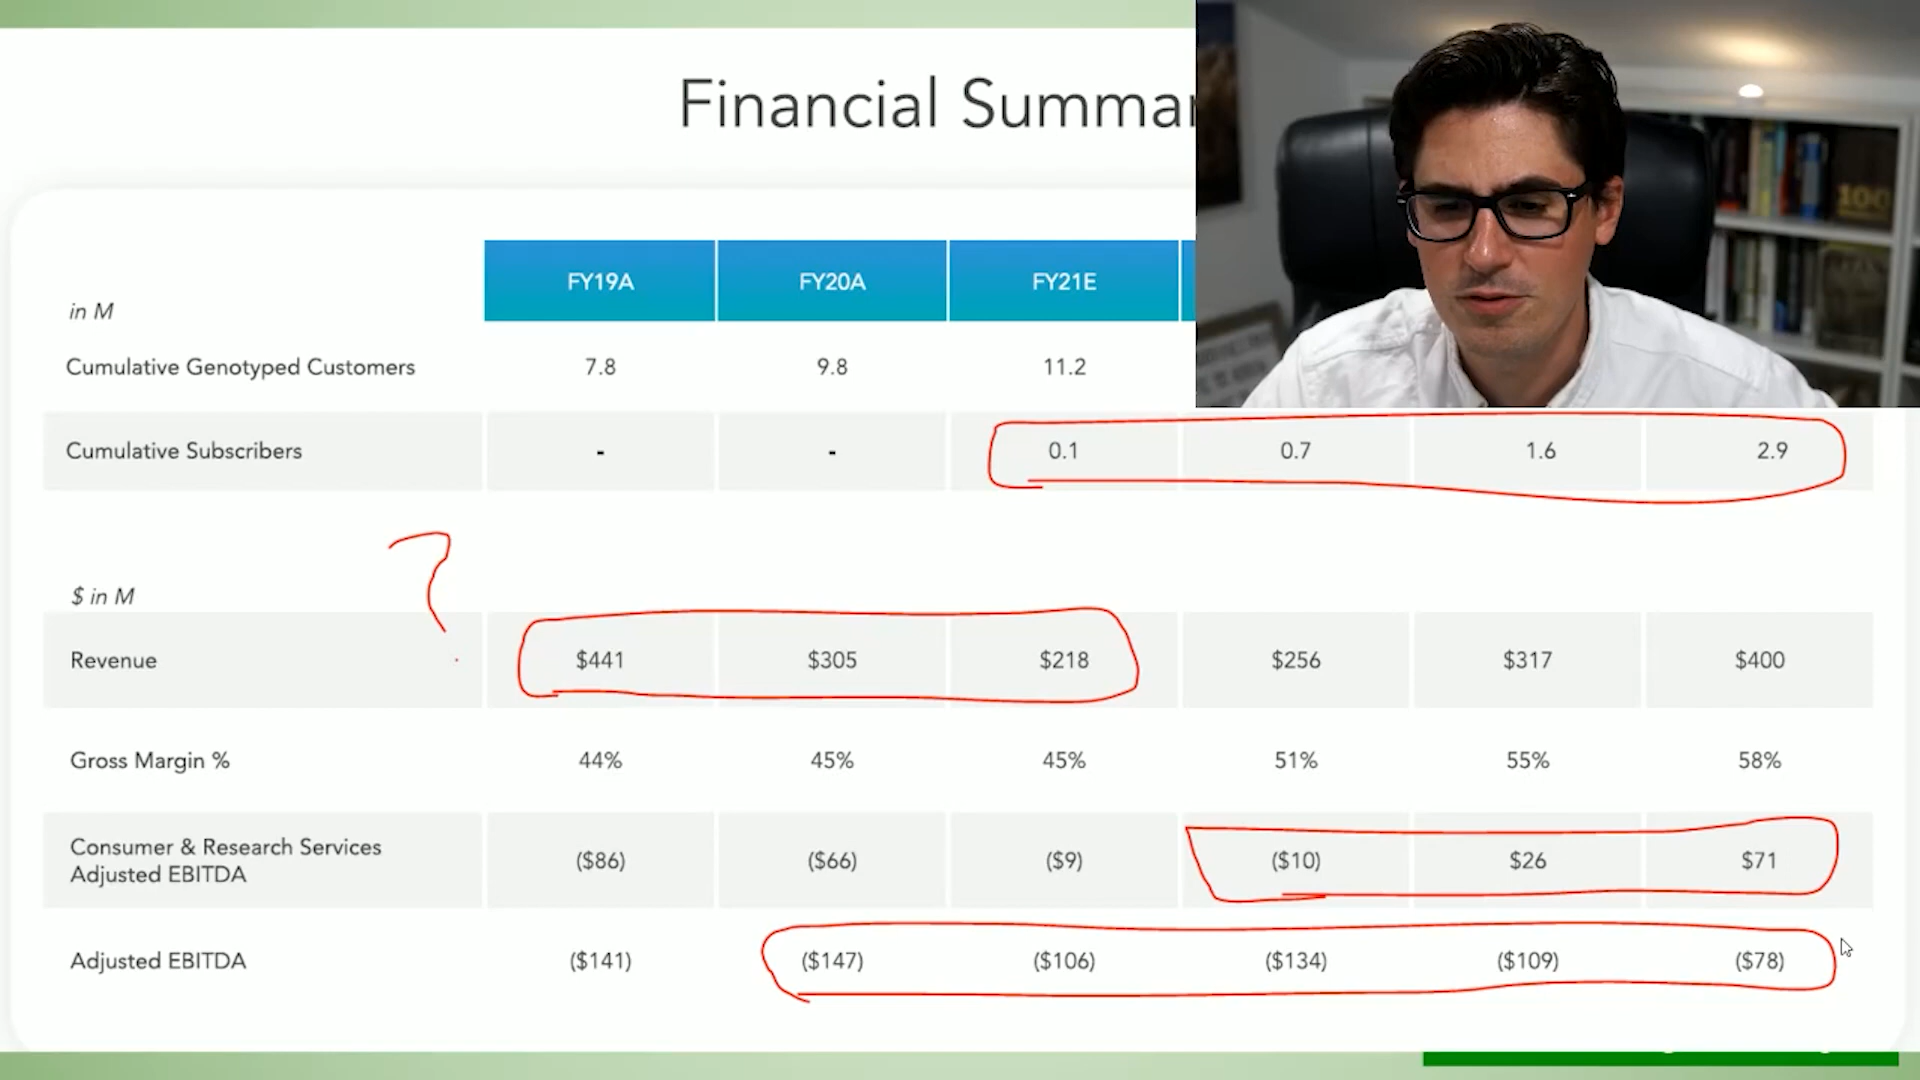 Financial Summar
FY19A FY20A FY21E
in M
Cumulative Genotyped Customers 7.8 9.8 11.2
Cumulative Subscribers - - 0.1 0.7 1.6 2.9
?
$ in M
Revenue $441 $305 $218 $256 $317 $400
Gross Margin % 44% 45% 45% 51% 55% 58%
Consumer & Research Services
Adjusted EBITDA ($86) ($66) ($9) ($10) $26 $71
Adjusted EBITDA ($141) ($147) ($106) ($134) ($109) ($78)
100